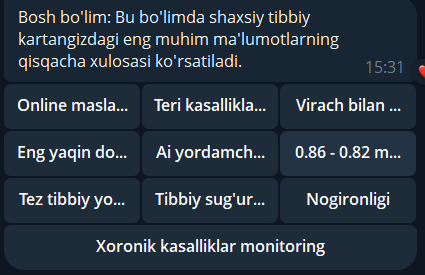 Bosh bo'lim: Bu bo'limda shaxsiy tibbiy
kartangizdagi eng muhim ma'lumotlarning
qisqacha xulosasi ko'rsatiladi.
15:31
Online masla...
Teri kasallikla...
Virach bilan ...
Eng yaqin do...
Ai yordamch...
0.86 - 0.82 m...
Tez tibbiy yo...
Tibbiy sug'ur...
Nogironligi
Xoronik kasalliklar monitoring